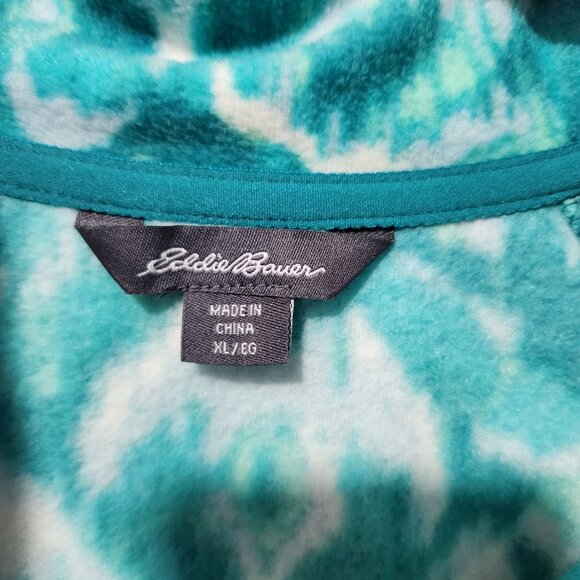 Eddie Bauer
MADE IN
CHINA
XL/EG